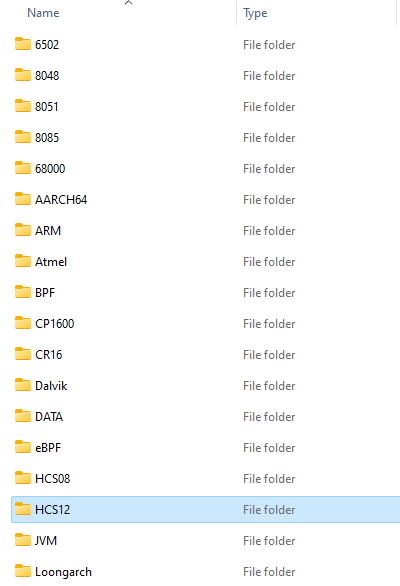 Name Type
6502 File folder
8048 File folder
8051 File folder
8085 File folder
68000 File folder
AARCH64 File folder
ARM File folder
Atmel File folder
BPF File folder
CP1600 File folder
CR16 File folder
Dalvik File folder
DATA File folder
eBPF File folder
HCS08 File folder
HCS12 File folder
JVM File folder
Loongarch File folder